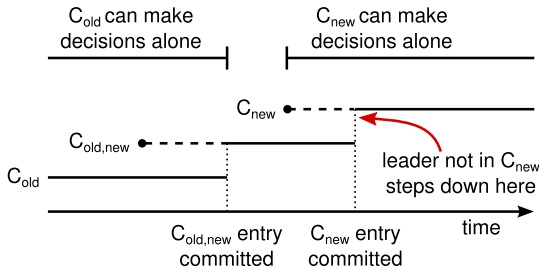 C_old can make
decisions alone
C_new can make
decisions alone
C_new
C_old,new
C_old
leader not in C_new
steps down here
time
C_old,new entry
committed
C_new entry
committed